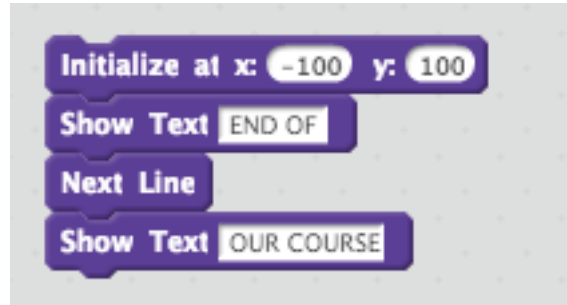 Initialize at x: -100 y: 100
Show Text END OF
Next Line
Show Text OUR COURSE